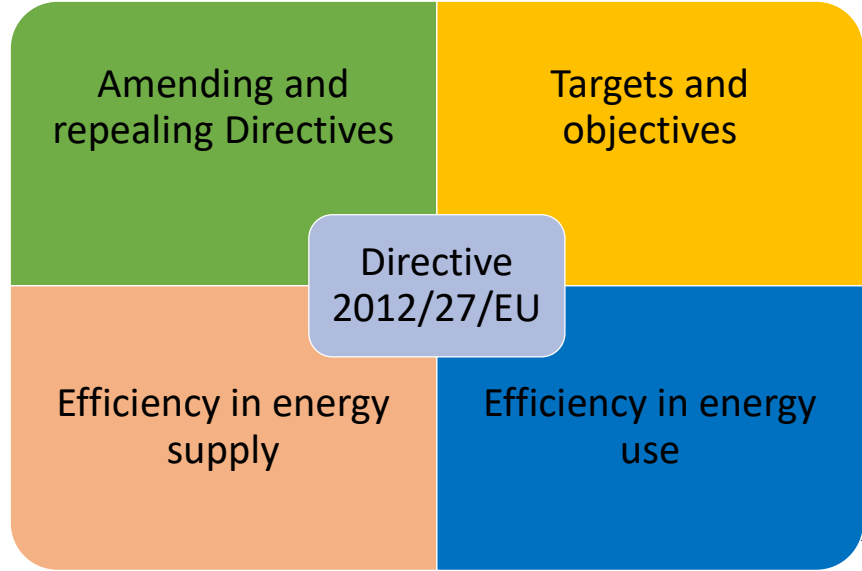 Amending and
repealing Directives
Targets and
objectives
Directive
2012/27/EU
Efficiency in energy
supply
Efficiency in energy
use